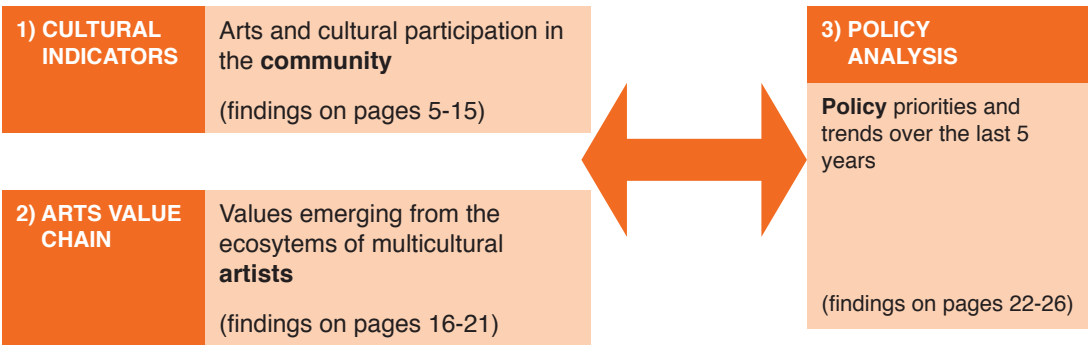 1) CULTURAL
INDICATORS
Arts and cultural participation in
the community
(findings on pages 5-15)
2) ARTS VALUE
CHAIN
Values emerging from the
ecosytems of multicultural
artists
(findings on pages 16-21)
3) POLICY
ANALYSIS
Policy priorities and
trends over the last 5
years
(findings on pages 22-26)